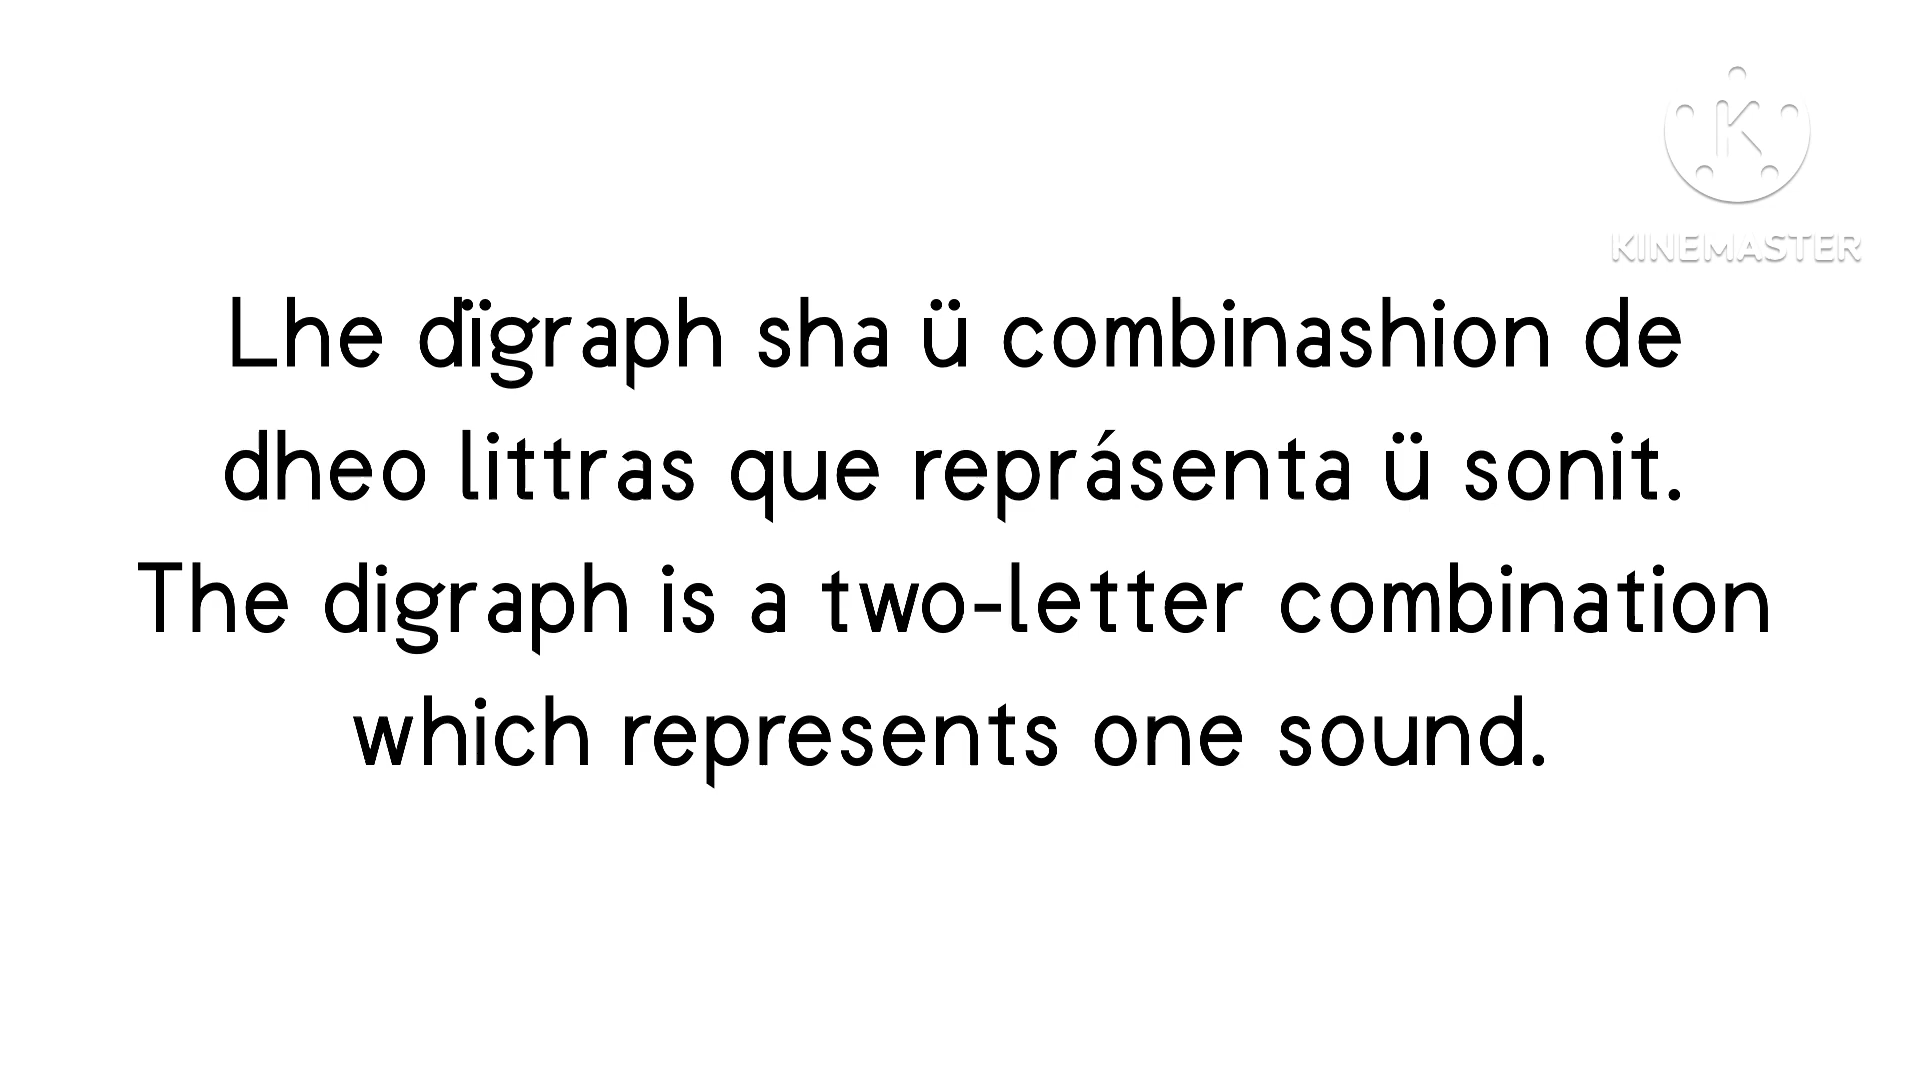 KINEMASTER
Lhe dïgraph sha ü combinashion de
dheo littras que reprásenta ü sonit.
The digraph is a two-letter combination
which represents one sound.